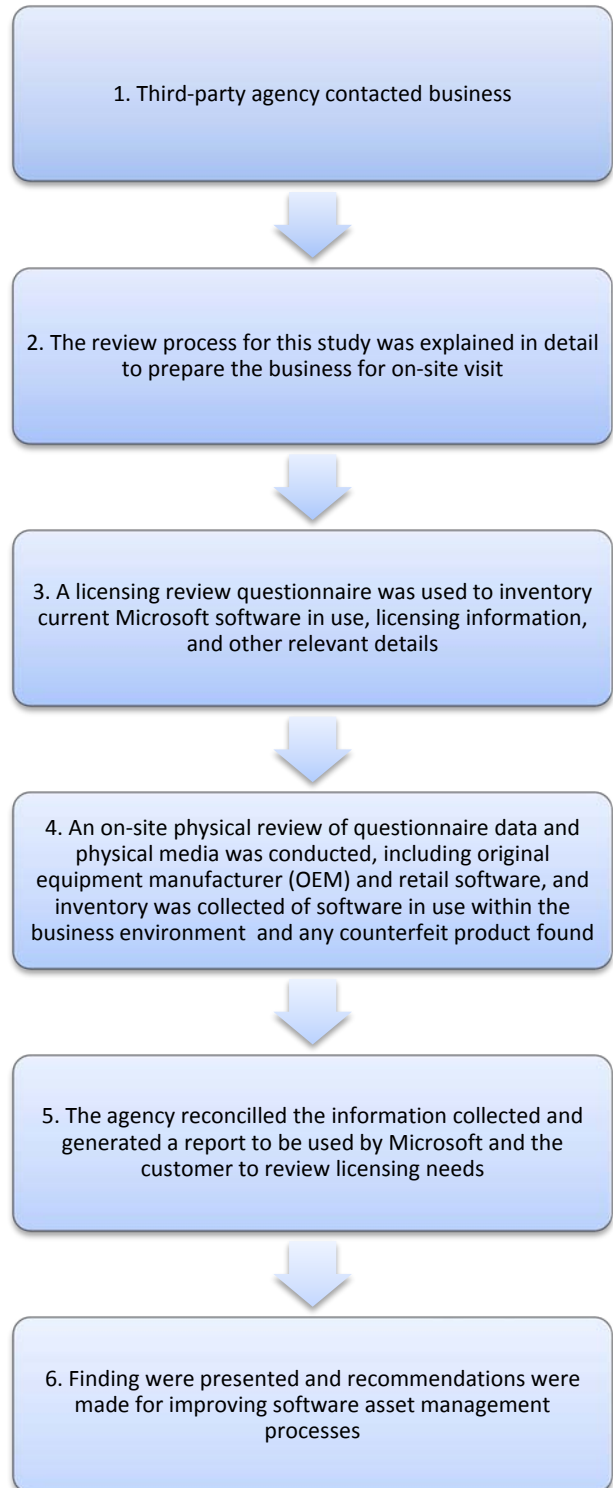 1. Third-party agency contacted business
2. The review process for this study was explained in detail
to prepare the business for on-site visit
3. A licensing review questionnaire was used to inventory
current Microsoft software in use, licensing information,
and other relevant details
4. An on-site physical review of questionnaire data and
physical media was conducted, including original
equipment manufacturer (OEM) and retail software, and
inventory was collected of software in use within the
business environment and any counterfeit product found
5. The agency reconcilled the information collected and
generated a report to be used by Microsoft and the
customer to review licensing needs
6. Finding were presented and recommendations were
made for improving software asset management
processes